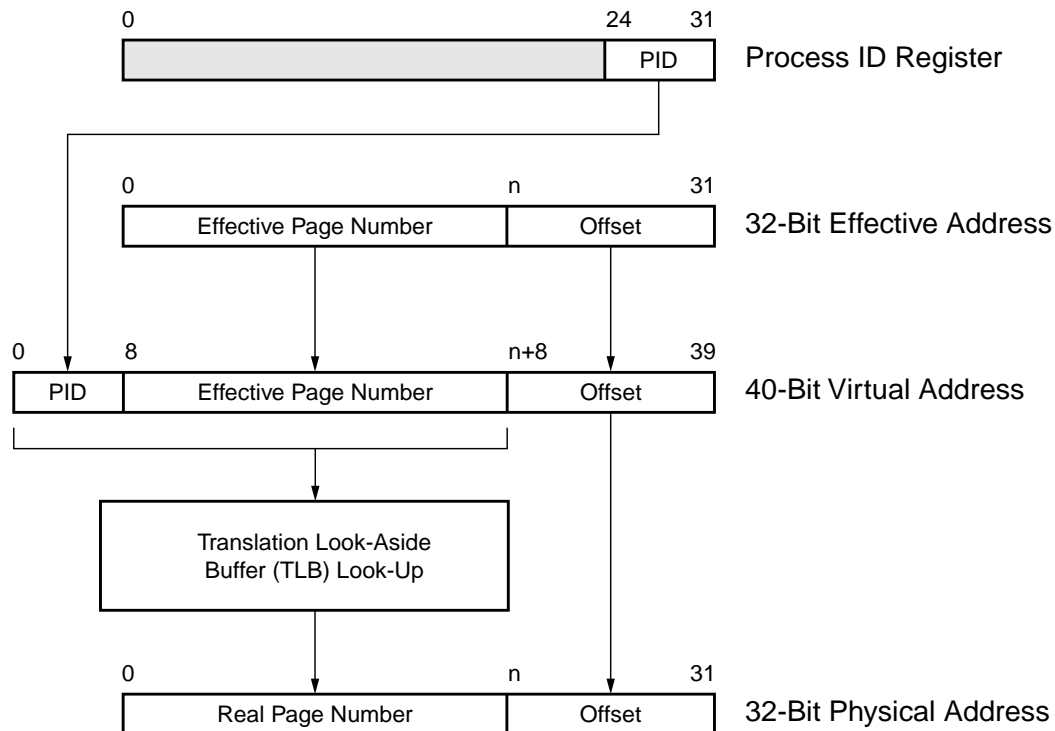 0 24 31
PID Process ID Register
0 n 31
Effective Page Number Offset 32-Bit Effective Address
0 8 n+8 39
PID Effective Page Number Offset 40-Bit Virtual Address
Translation Look-Aside
Buffer (TLB) Look-Up
0 n 31
Real Page Number Offset 32-Bit Physical Address